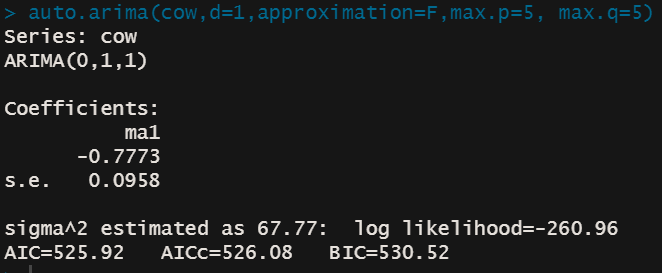 > auto.arima(cow,d=1,approximation=F,max.p=5, max.q=5)
Series: cow
ARIMA(0,1,1)
Coefficients:
ma1
-0.7773
s.e. 0.0958
sigma^2 estimated as 67.77: log likelihood=-260.96
AIC=525.92 AICc=526.08 BIC=530.52